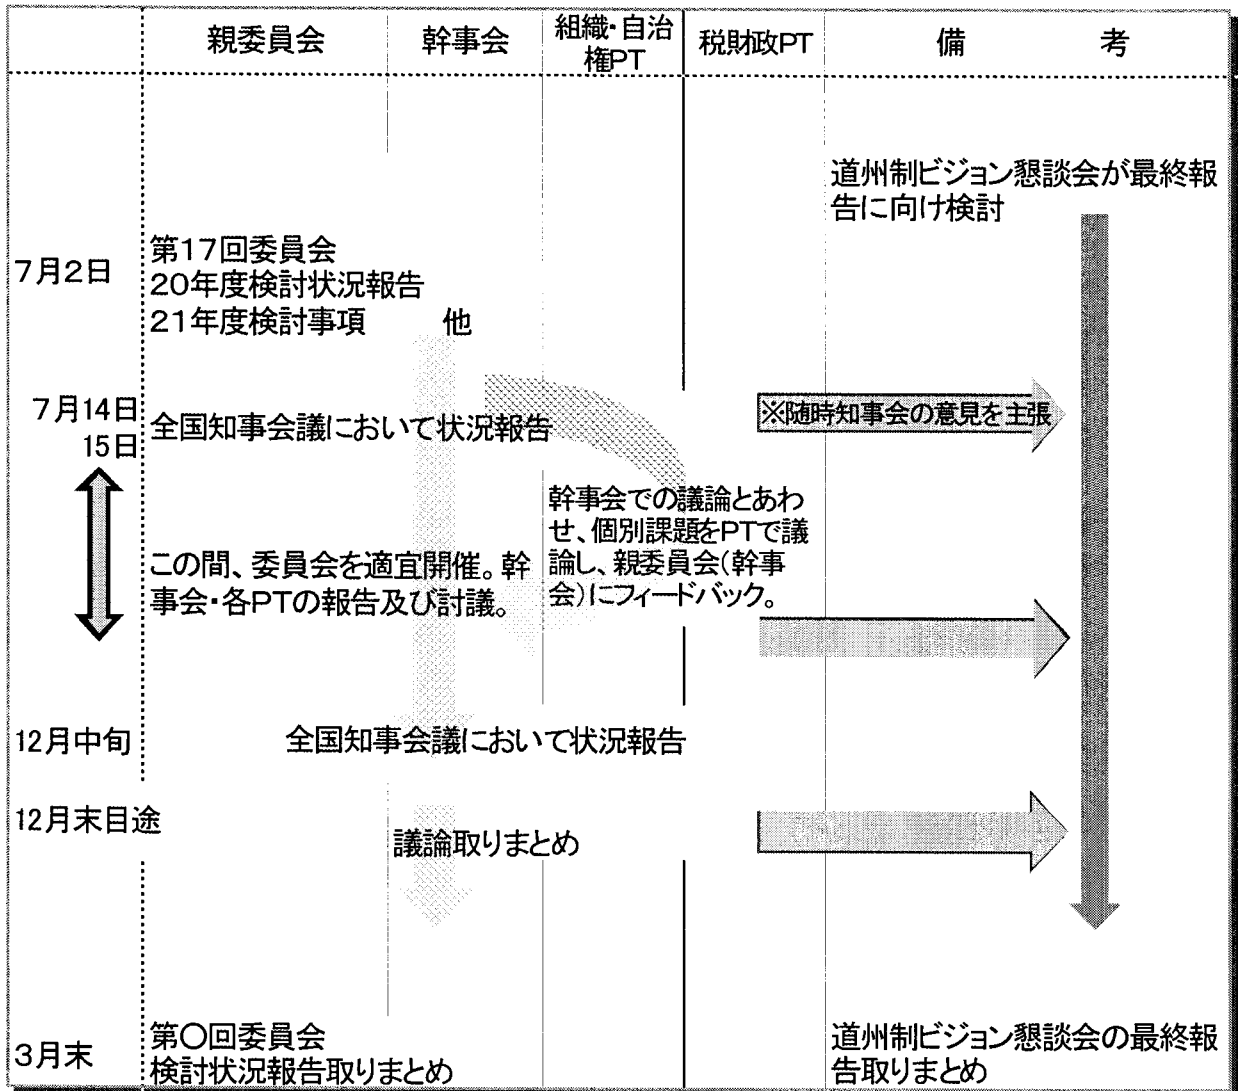 親委員会
幹事会
組織・自治
権PT
税財政PT
備　考
道州制ビジョン懇談会が最終報
告に向け検討
7月2日
第17回委員会
20年度検討状況報告
21年度検討事項　他
7月14日
15日
全国知事会議において状況報告
※随時知事会の意見を主張
幹事会での議論とあわ
せ、個別課題をPTで議
論し、親委員会(幹事
会)にフィードバック。
この間、委員会を適宜開催。幹
事会・各PTの報告及び討議。
12月中旬
全国知事会議において状況報告
12月末目途
議論取りまとめ
3月末
第〇回委員会
検討状況報告取りまとめ
道州制ビジョン懇談会の最終報
告取りまとめ